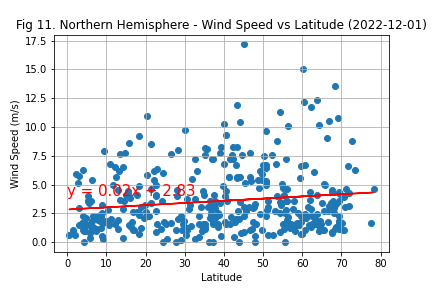 Fig 11. Northern Hemisphere - Wind Speed vs Latitude (2022-12-01)
17.5
15.0
12.5
10.0
7.5
5.0
2.5
0.0
Wind Speed (m/s)
y = 0.02x + 2.83
0 10 20 30 40 50 60 70 80
Latitude